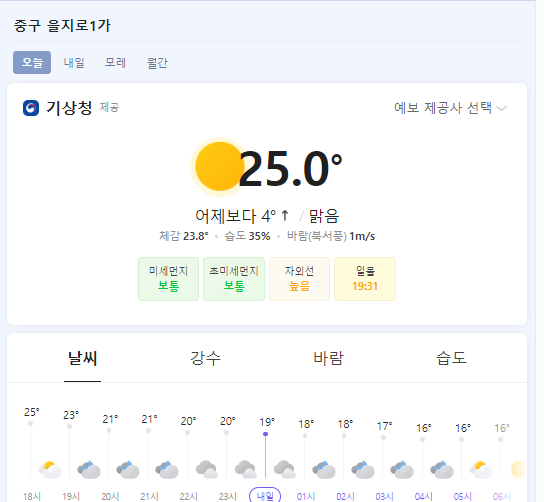 중구 을지로1가
오늘 내일 모레 월간
기상청 제공 예보 제공사 선택
25.0°
어제보다 4° ↑ / 맑음
체감 23.8° • 습도 35% • 바람(북서풍) 1m/s
미세먼지 초미세먼지 자외선 일몰
보통 보통 높음 19:31
날씨 강수 바람 습도
25° 23° 21° 21° 20° 20° 19° 18° 18° 17° 16° 16° 16°
18시 19시 20시 21시 22시 23시 내일 01시 02시 03시 04시 05시 06시